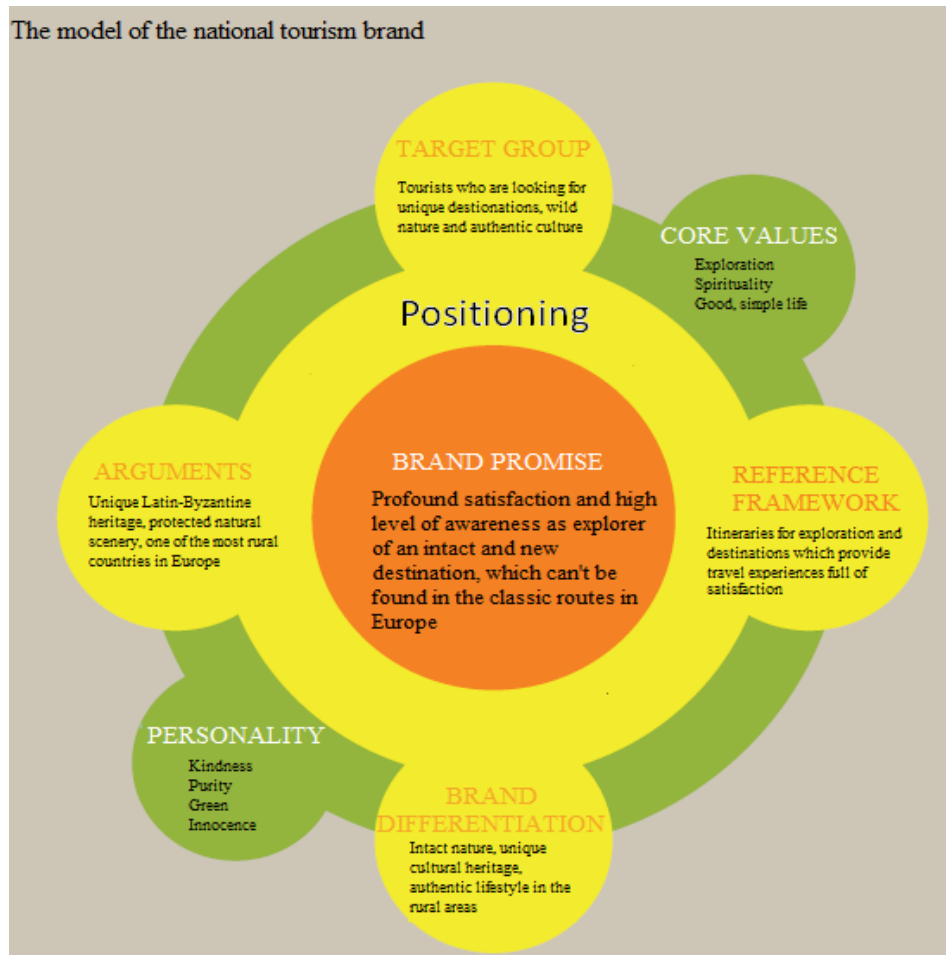 The model of the national tourism brand
TARGET GROUP
Tourists who are looking for
unique destionations, wild
nature and authentic culture
CORE VALUES
Exploration
Spirituality
Good, simple life
Positioning
ARGUMENTS
Unique Latin-Byzantine
heritage, protected natural
scenery, one of the most rural
countries in Europe
BRAND PROMISE
Profound satisfaction and high
level of awareness as explorer
of an intact and new
destination, which can't be
found in the classic routes in
Europe
REFERENCE
FRAMEWORK
Itineraries for exploration and
destinations which provide
travel experiences full of
satisfaction
PERSONALITY
Kindness
Purity
Green
Innocence
BRAND
DIFFERENTIATION
Intact nature, unique
cultural heritage,
authentic lifestyle in the
rural areas